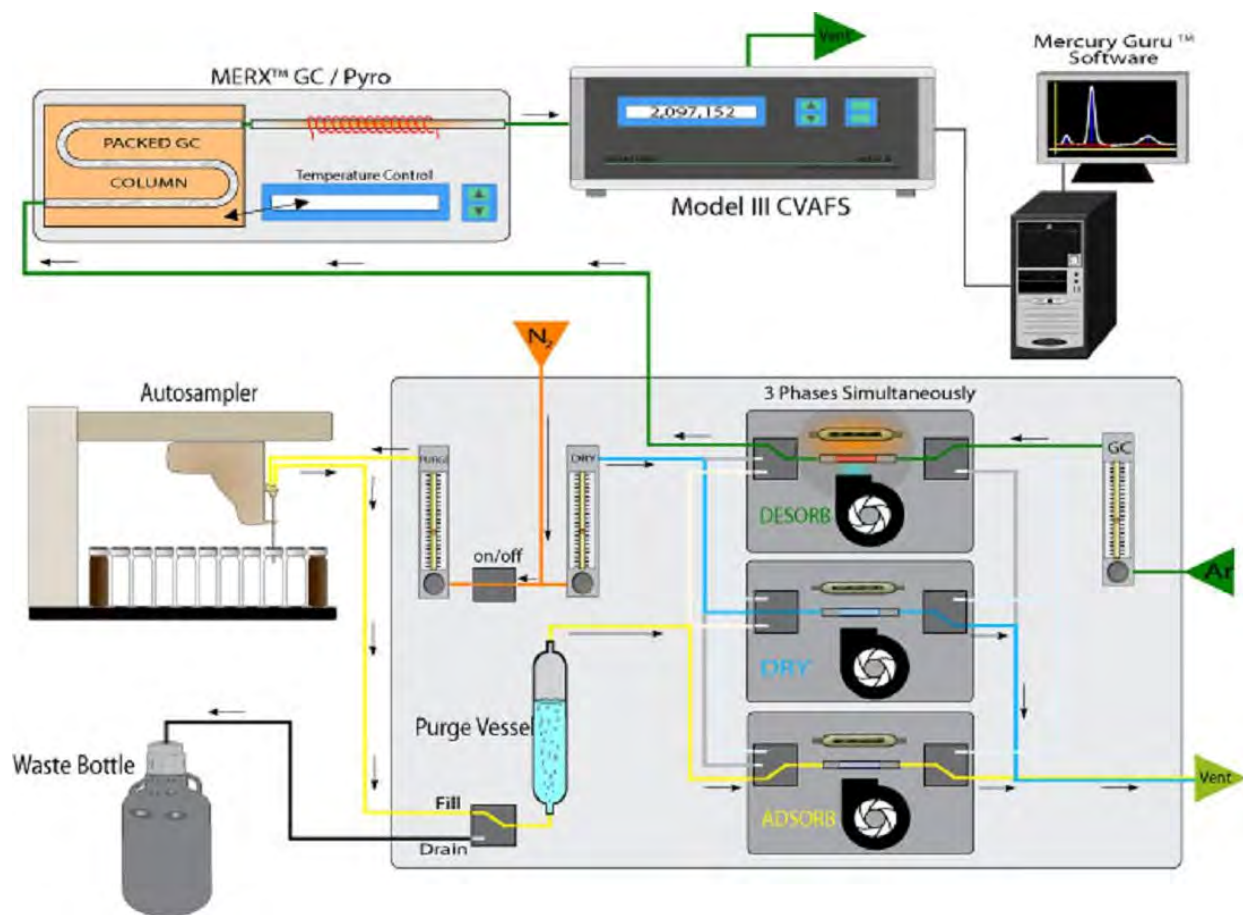 Vent
Mercury Guru ™
Software
MERX™ GC / Pyro
2,097,152
PACKED GC
COLUMN
Temperature Control
Model III CVAFS
N₂
Autosampler
3 Phases Simultaneously
PURGE
DRY
GC
DESORB
on/off
Ar
DRY
Purge Vessel
Waste Bottle
Vent
Fill
ADSORB
Drain